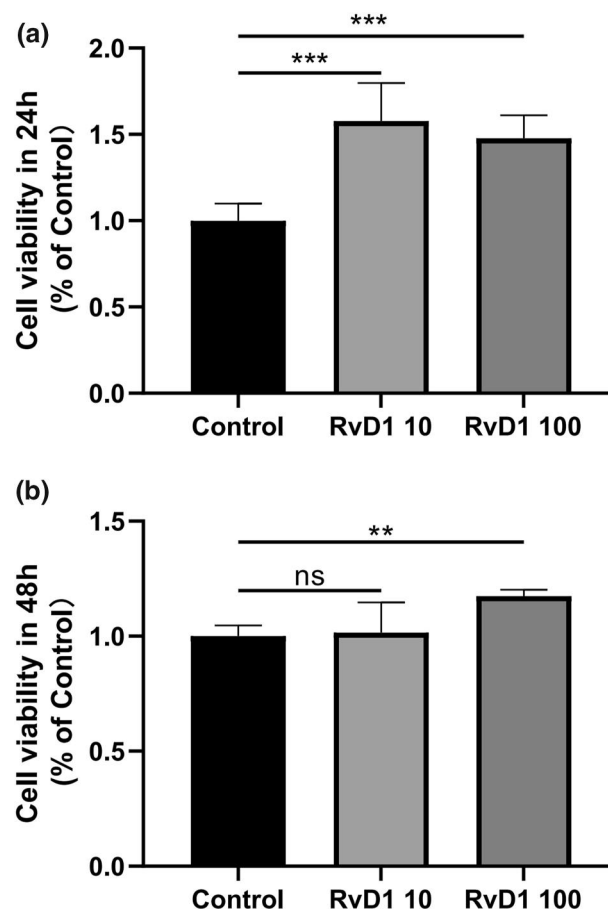 (a)
Cell viability in 24h
(% of Control)
2.0
1.5
1.0
0.5
0.0
***
***
Control RvD1 10 RvD1 100
(b)
Cell viability in 48h
(% of Control)
1.5
1.0
0.5
0.0
**
ns
Control RvD1 10 RvD1 100